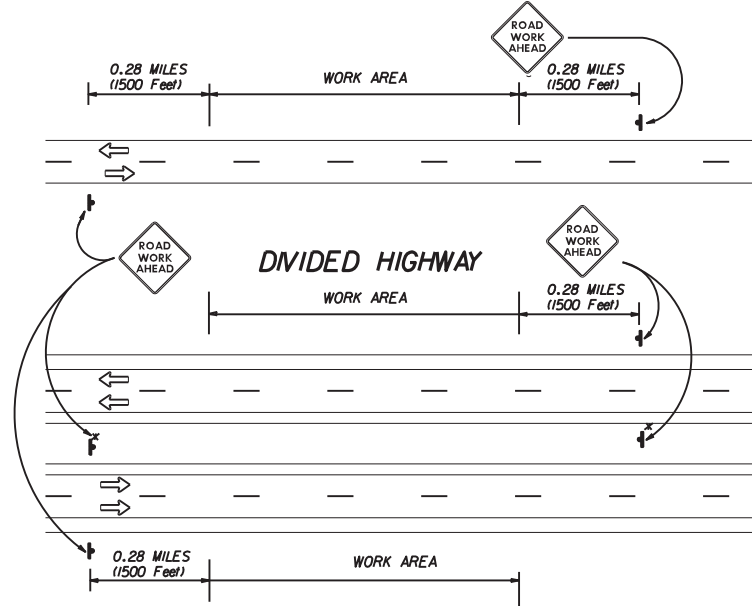 ROAD
WORK
AHEAD
0.28 MILES
(1500 Feet)
WORK AREA
0.28 MILES
(1500 Feet)
ROAD
WORK
AHEAD
DIVIDED HIGHWAY
ROAD
WORK
AHEAD
WORK AREA
0.28 MILES
(1500 Feet)
*
*
0.28 MILES
(1500 Feet)
WORK AREA